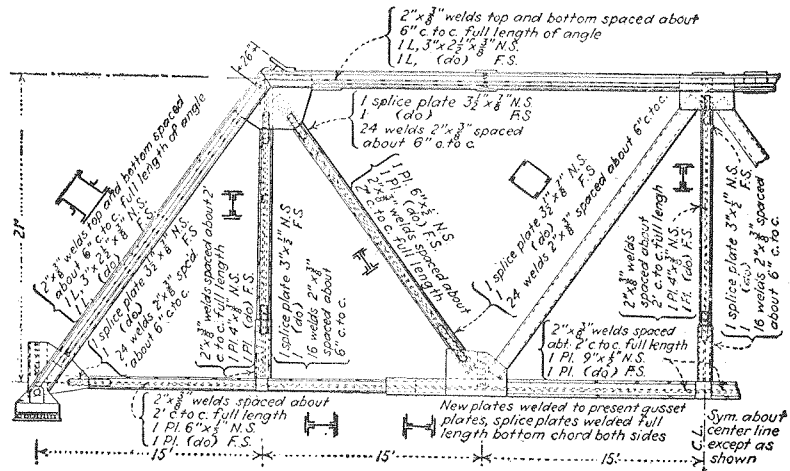 2"x⅜" welds top and bottom spaced about
6" c. to c. full length of angle
1 L, 3"x2½"x⅜" N.S.
1 L, (do) F.S.
26"
1 splice plate 3½"x⅞" N.S.
1 (do) F.S.
24 welds 2"x⅜" spaced
about 6" c. to c.
2"x⅜" welds top and bottom spaced
about 6" c. to c., full length of angle
1 L, 3"x2½"x⅜" N.S.
1 L, (do) F.S.
1 splice plate 3½"x⅞" N.S.
1 (do) F.S.
24 welds 2"x⅜" sp'cd
about 6" c. to c.
21'
2"x⅜" welds spaced about 2'
c. to c. full length
1 Pl. 4"x⅜" N.S.
1 Pl. (do) F.S.
1 splice plate 3"x½" N.S.
1 (do) F.S.
16 welds 2"x⅜"
spaced about
6" c. to c.
1 Pl. 6"x½" N.S.
1 Pl. (do) F.S.
2"x⅜" welds spaced about
2' c. to c. full length
1 splice plate 3½"x⅞" N.S.
1 (do) F.S.
24 welds 2"x⅜" spaced about 6" c. to c.
2"x⅜" welds
spaced about
2' c. to c. full lengh
1 Pl. 4"x⅜" N.S.
1 Pl. (do) F.S.
1 splice plate 3"x½" N.S.
1 (do) F.S.
16 welds 2"x⅜" spaced
about 6" c. to c.
2"x⅜" welds spaced
abt. 2' c. to c. full length
1 Pl. 9"x½" N.S.
1 Pl. (do) F.S.
2"x⅜" welds spaced about
2' c. to c. full length
1 Pl. 6"x½" N.S.
1 Pl. (do) F.S.
New plates welded to present gusset
plates, splice plates welded full
length bottom chord both sides
C.L.
Sym. about
center line
except as
shown
15'
15'
15'